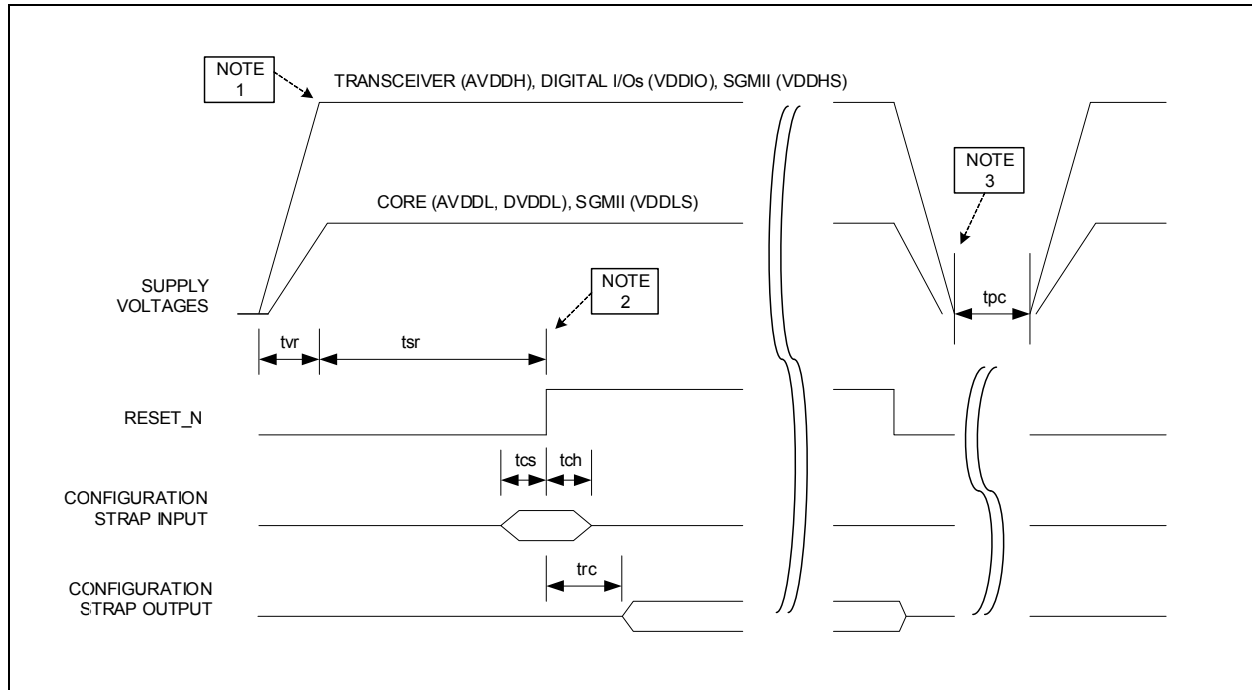 NOTE
1
TRANSCEIVER (AVDDH), DIGITAL I/Os (VDDIO), SGMII (VDDHS)
NOTE
3
CORE (AVDDL, DVDDL), SGMII (VDDLS)
SUPPLY
VOLTAGES
NOTE
2
tpc
tvr
tsr
RESET_N
tcs
tch
CONFIGURATION
STRAP INPUT
trc
CONFIGURATION
STRAP OUTPUT